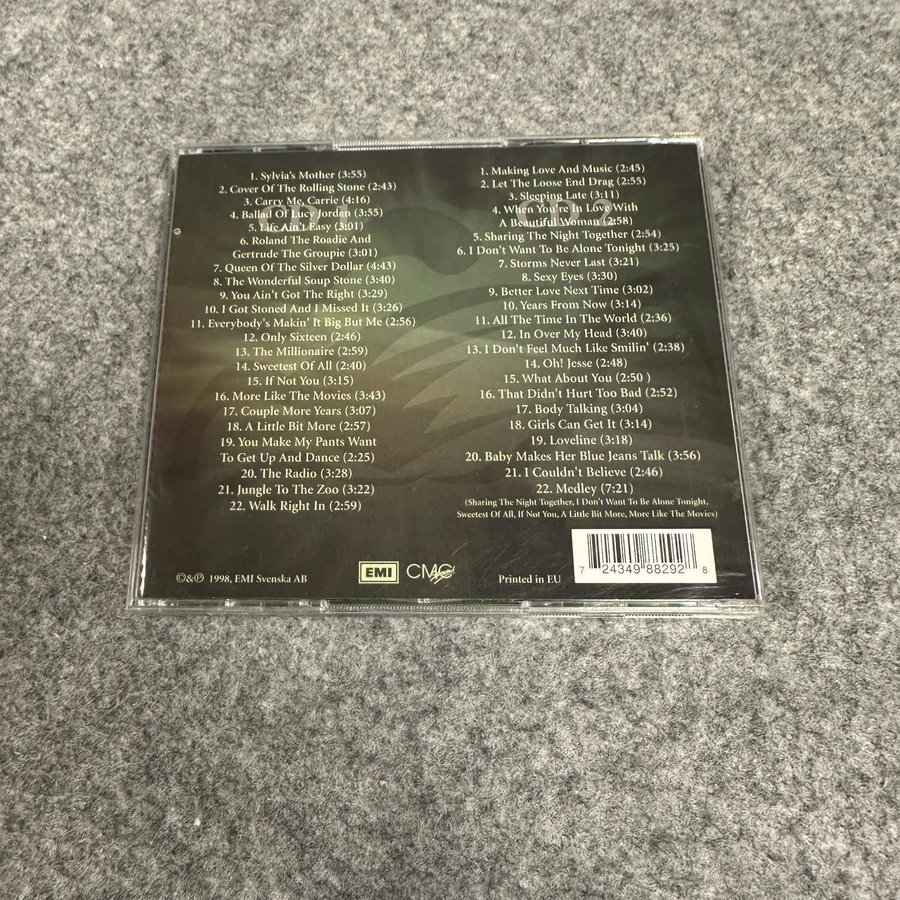 CD 1
1. Sylvia's Mother (3:55)
2. Cover Of The Rolling Stone (2:43)
3. Carry Me, Carrie (4:16)
4. Ballad Of Lucy Jordan (3:55)
5. Life Ain't Easy (3:01)
6. Roland The Roadie And
Gertrude The Groupie (3:01)
7. Queen Of The Silver Dollar (4:43)
8. The Wonderful Soup Stone (3:40)
9. You Ain't Got The Right (3:29)
10. I Got Stoned And I Missed It (3:26)
11. Everybody's Makin' It Big But Me (2:56)
12. Only Sixteen (2:46)
13. The Millionaire (2:59)
14. Sweetest Of All (2:40)
15. If Not You (3:15)
16. More Like The Movies (3:43)
17. Couple More Years (3:07)
18. A Little Bit More (2:57)
19. You Make My Pants Want
To Get Up And Dance (2:25)
20. The Radio (3:28)
21. Jungle To The Zoo (3:22)
22. Walk Right In (2:59)
CD 2
1. Making Love And Music (2:45)
2. Let The Loose End Drag (2:55)
3. Sleeping Late (3:11)
4. When You're In Love With
A Beautiful Woman (2:58)
5. Sharing The Night Together (2:54)
6. I Don't Want To Be Alone Tonight (3:25)
7. Storms Never Last (3:21)
8. Sexy Eyes (3:30)
9. Better Love Next Time (3:02)
10. Years From Now (3:14)
11. All The Time In The World (2:36)
12. In Over My Head (3:40)
13. I Don't Feel Much Like Smilin' (2:38)
14. Oh! Jesse (2:48)
15. What About You (2:50 )
16. That Didn't Hurt Too Bad (2:52)
17. Body Talking (3:04)
18. Girls Can Get It (3:14)
19. Loveline (3:18)
20. Baby Makes Her Blue Jeans Talk (3:56)
21. I Couldn't Believe (2:46)
22. Medley (7:21)
(Sharing The Night Together, I Don't Want To Be Alone Tonight,
Sweetest Of All, If Not You, A Little Bit More, More Like The Movies)
©&℗ 1998, EMI Svenska AB
EMI
CMC
Printed in EU
7 24349 88292 8